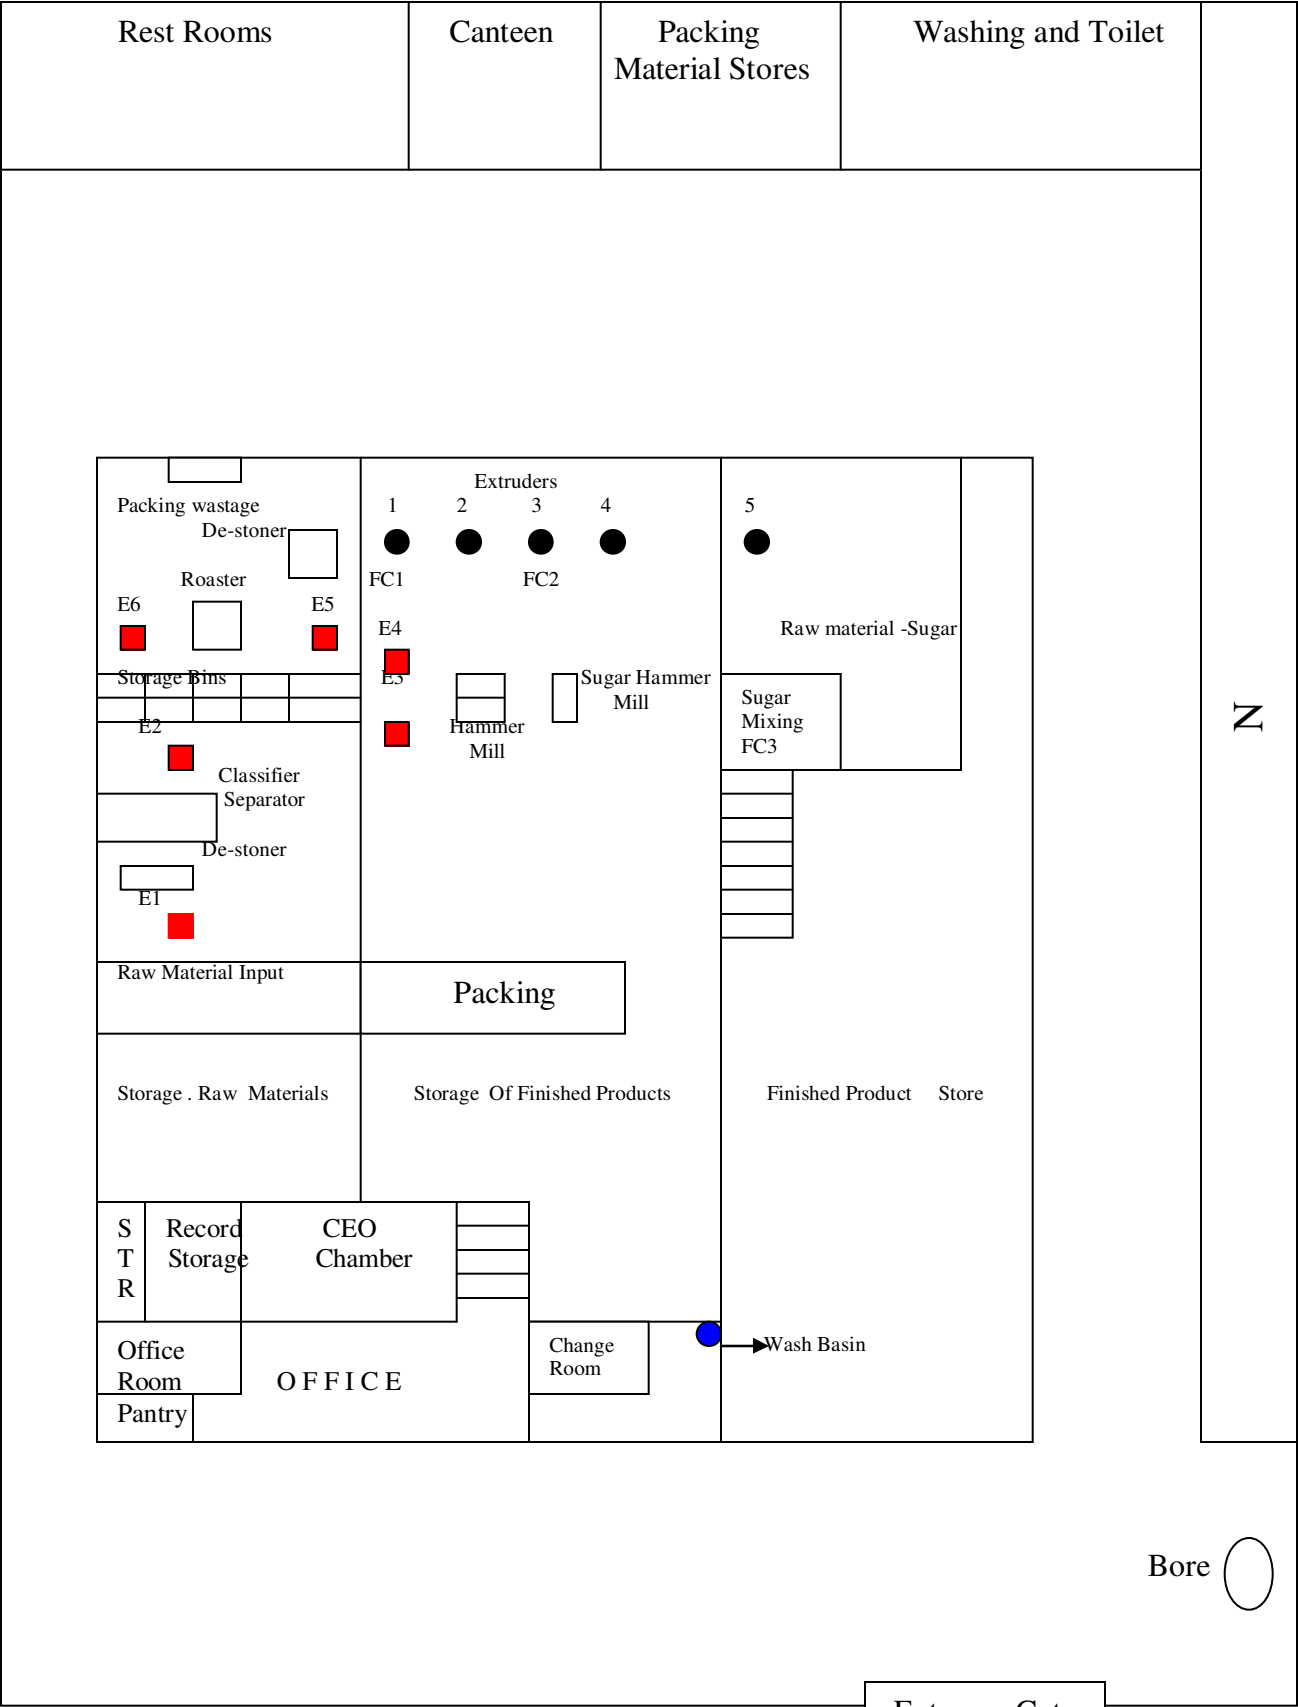 Rest Rooms
Canteen
Packing
Material Stores
Washing and Toilet
Extruders
Packing wastage
1
2
3
4
5
De-stoner
Roaster
FC1
FC2
E6
E5
E4
Raw material -Sugar
Storage Bins
E3
Sugar Hammer
Mill
Sugar
Mixing
FC3
N
E2
Hammer
Mill
Classifier
Separator
De-stoner
E1
Raw Material Input
Packing
Storage . Raw Materials
Storage Of Finished Products
Finished Product Store
S
T
R
Record
Storage
CEO
Chamber
Office
Room
OFFICE
Change
Room
Wash Basin
Pantry
Bore